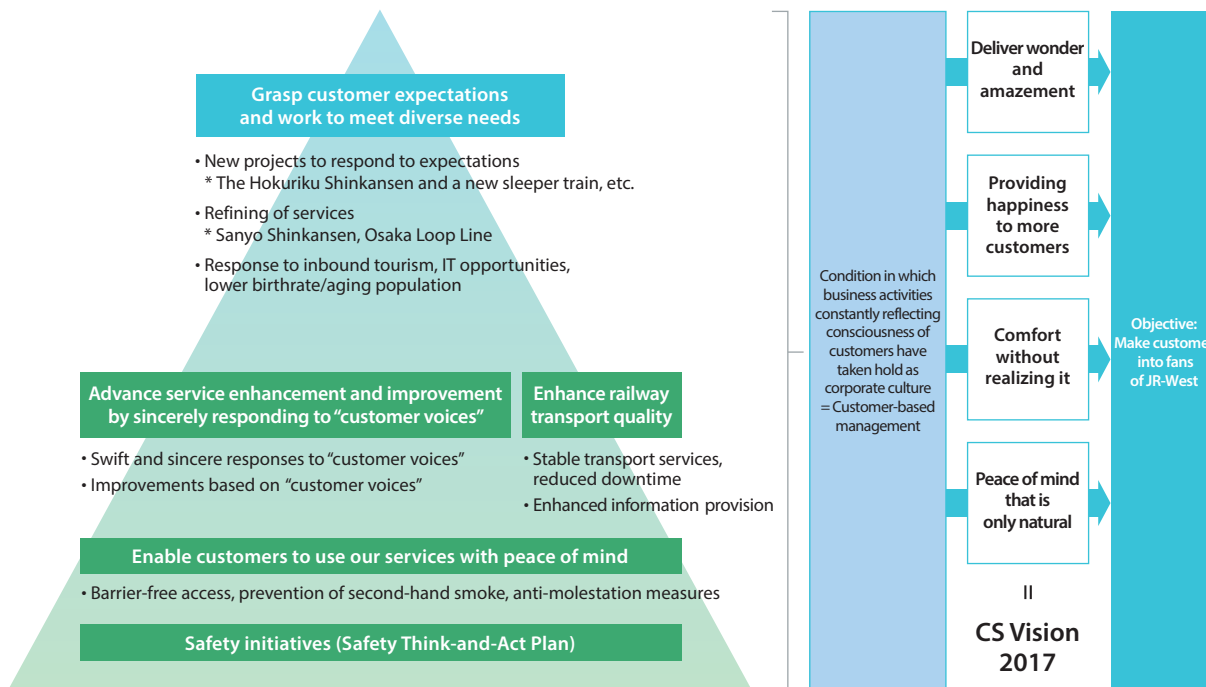 Grasp customer expectations
and work to meet diverse needs
• New projects to respond to expectations
* The Hokuriku Shinkansen and a new sleeper train, etc.
• Refining of services
* Sanyo Shinkansen, Osaka Loop Line
• Response to inbound tourism, IT opportunities,
lower birthrate/aging population
Advance service enhancement and improvement
by sincerely responding to “customer voices”
• Swift and sincere responses to “customer voices”
• Improvements based on “customer voices”
Enhance railway
transport quality
• Stable transport services,
reduced downtime
• Enhanced information provision
Enable customers to use our services with peace of mind
• Barrier-free access, prevention of second-hand smoke, anti-molestation measures
Safety initiatives (Safety Think-and-Act Plan)
Condition in which
business activities
constantly reflecting
consciousness of
customers have
taken hold as
corporate culture
= Customer-based
management
Deliver wonder
and
amazement
Providing
happiness
to more
customers
Comfort
without
realizing it
Peace of mind
that is
only natural
=
CS Vision
2017
Objective:
Make custome
into fans
of JR-West